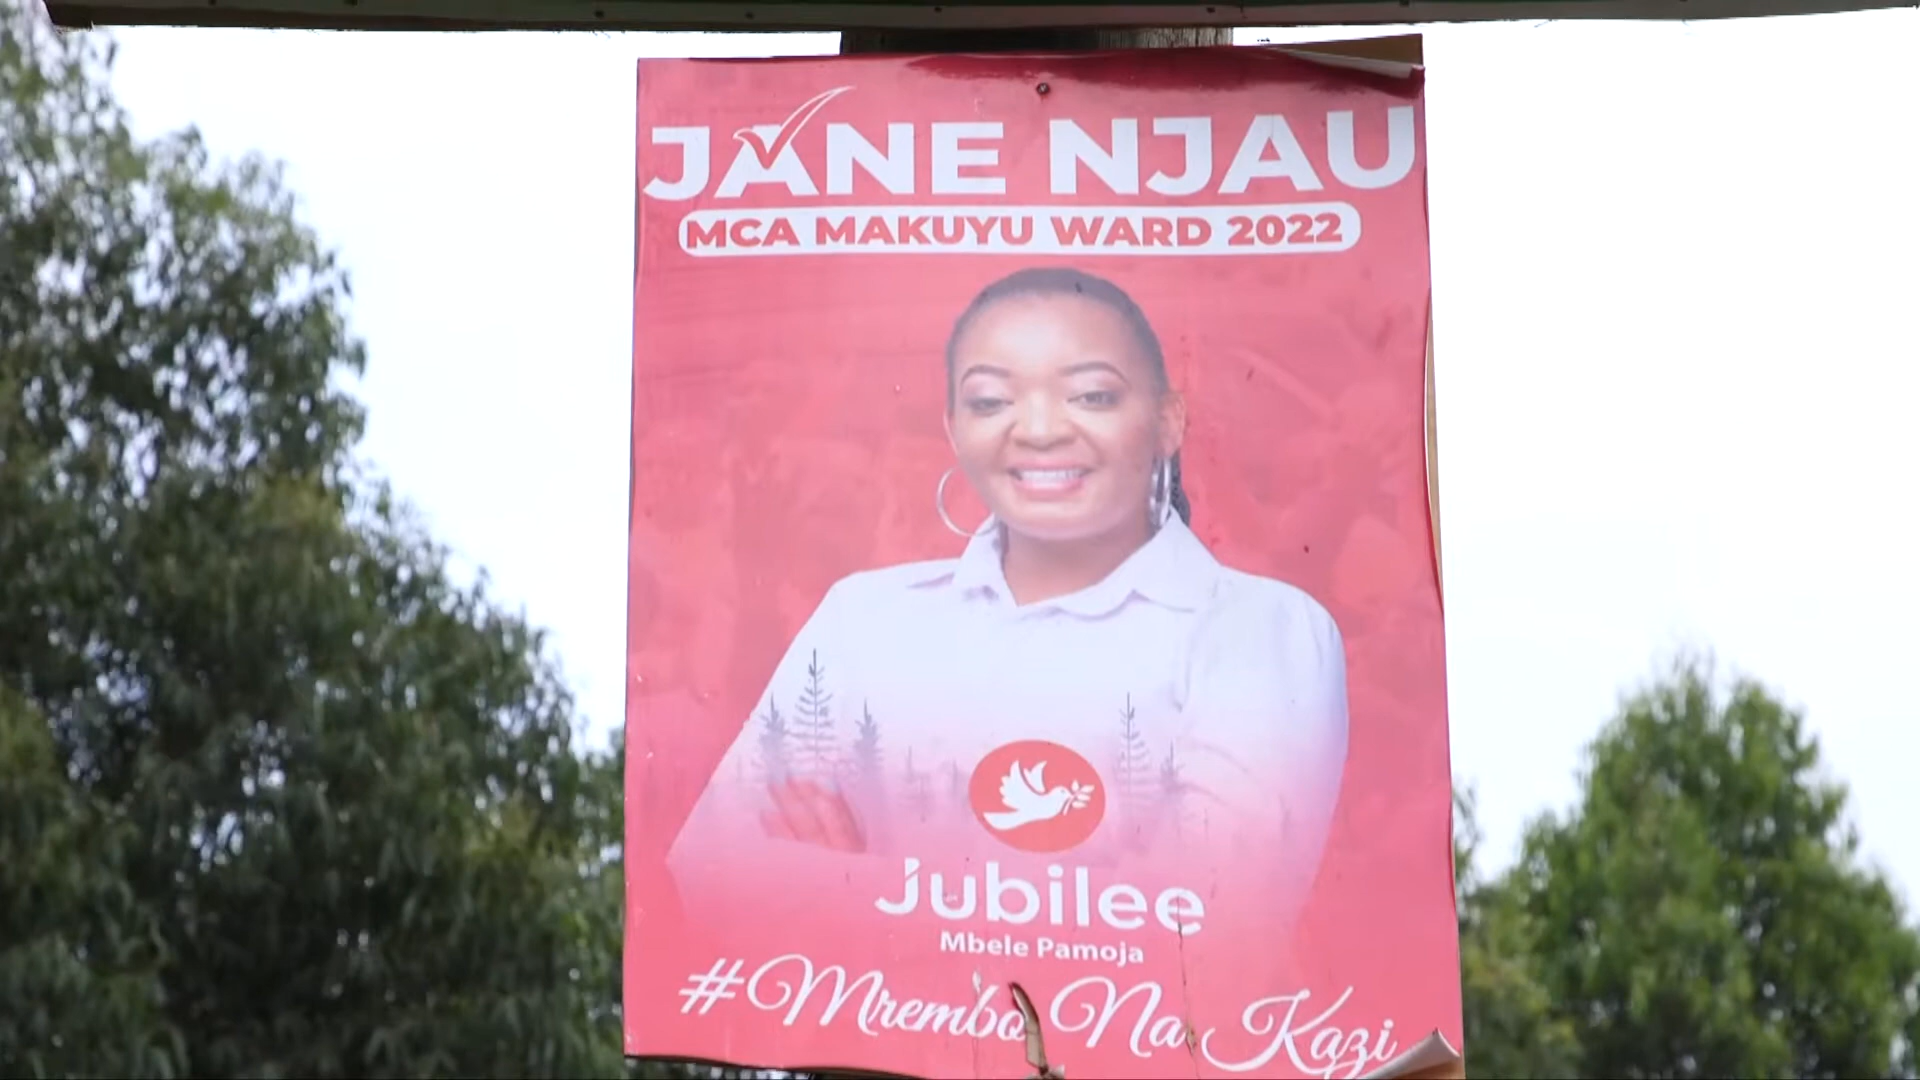 JANE NJAU
MCA MAKUYU WARD 2022
Jubilee
Mbele Pamoja
#Mrembo Na Kazi